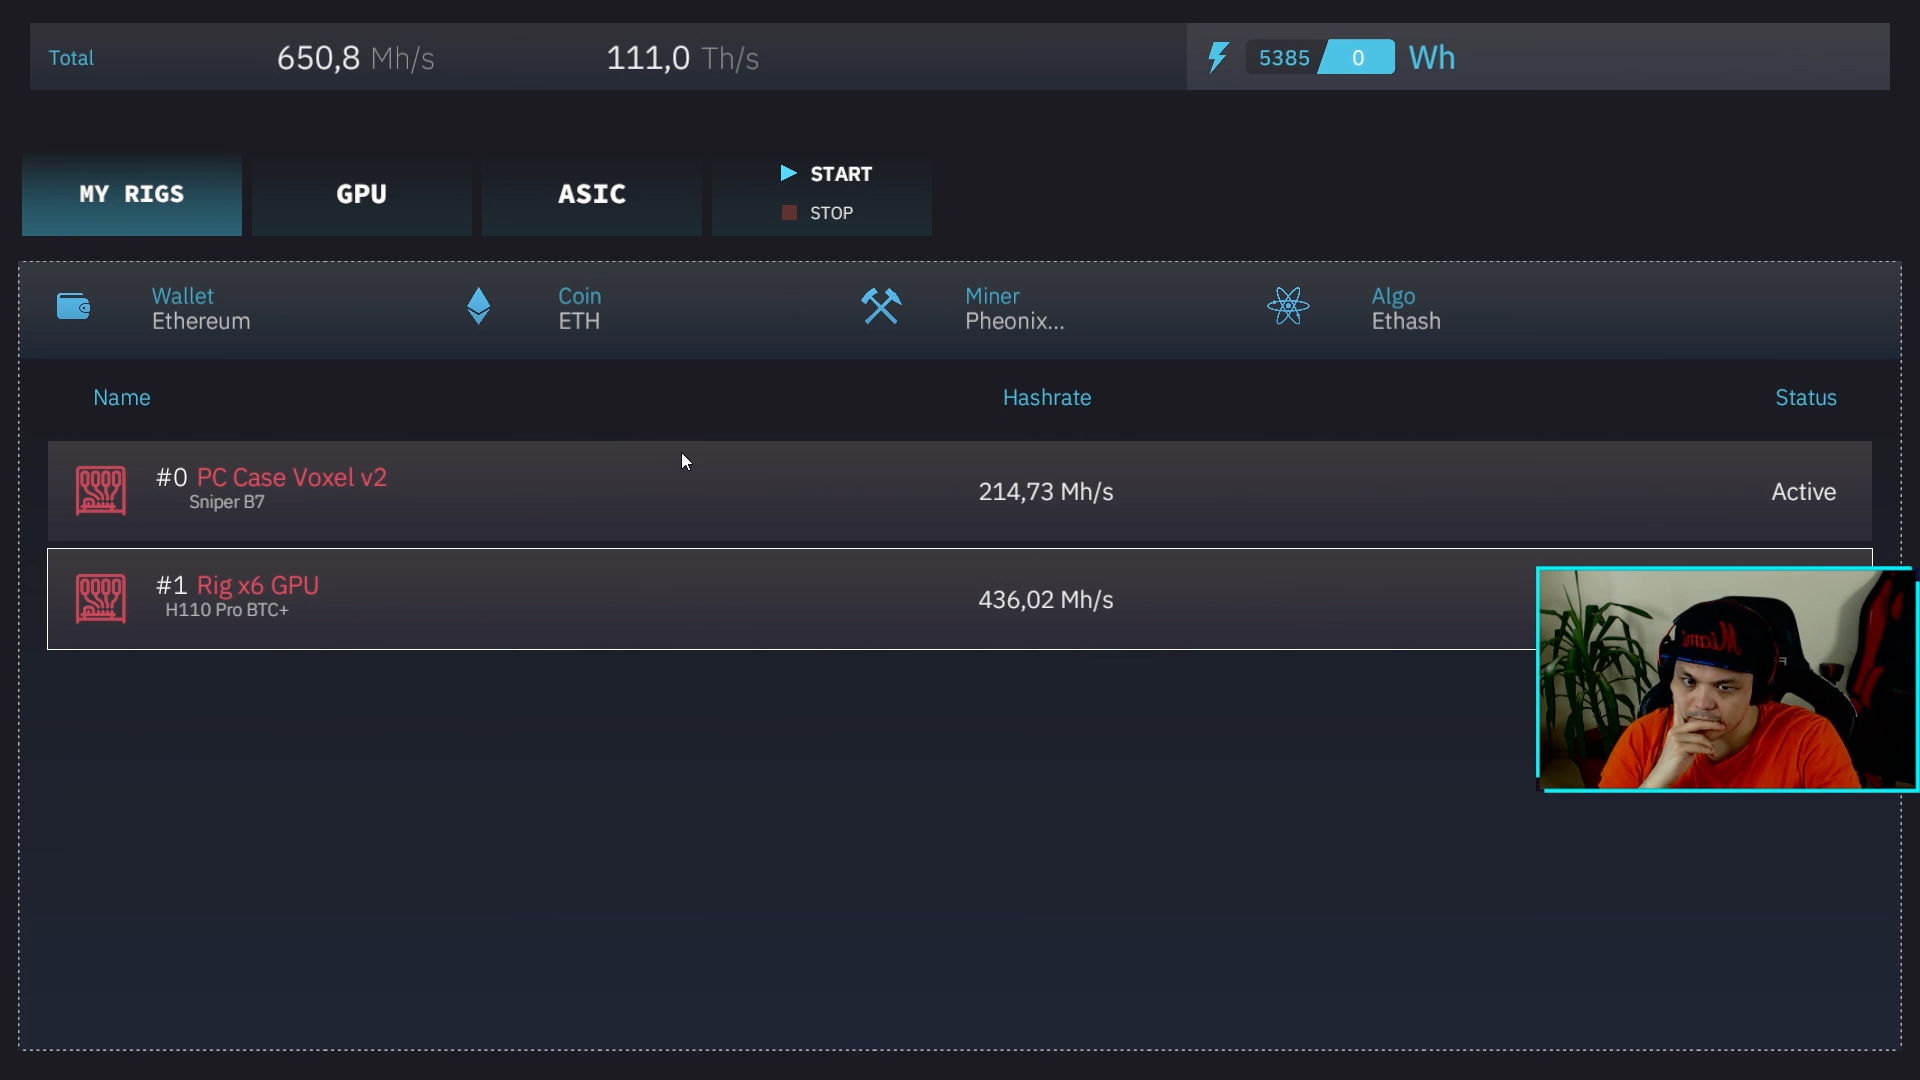 Total
650,8 Mh/s
111,0 Th/s
5385
0
Wh
MY RIGS
GPU
ASIC
START
STOP
Wallet
Ethereum
Coin
ETH
Miner
Pheonix...
Algo
Ethash
Name
Hashrate
Status
#0 PC Case Voxel v2
Sniper B7
214,73 Mh/s
Active
#1 Rig x6 GPU
H110 Pro BTC+
436,02 Mh/s
Miami